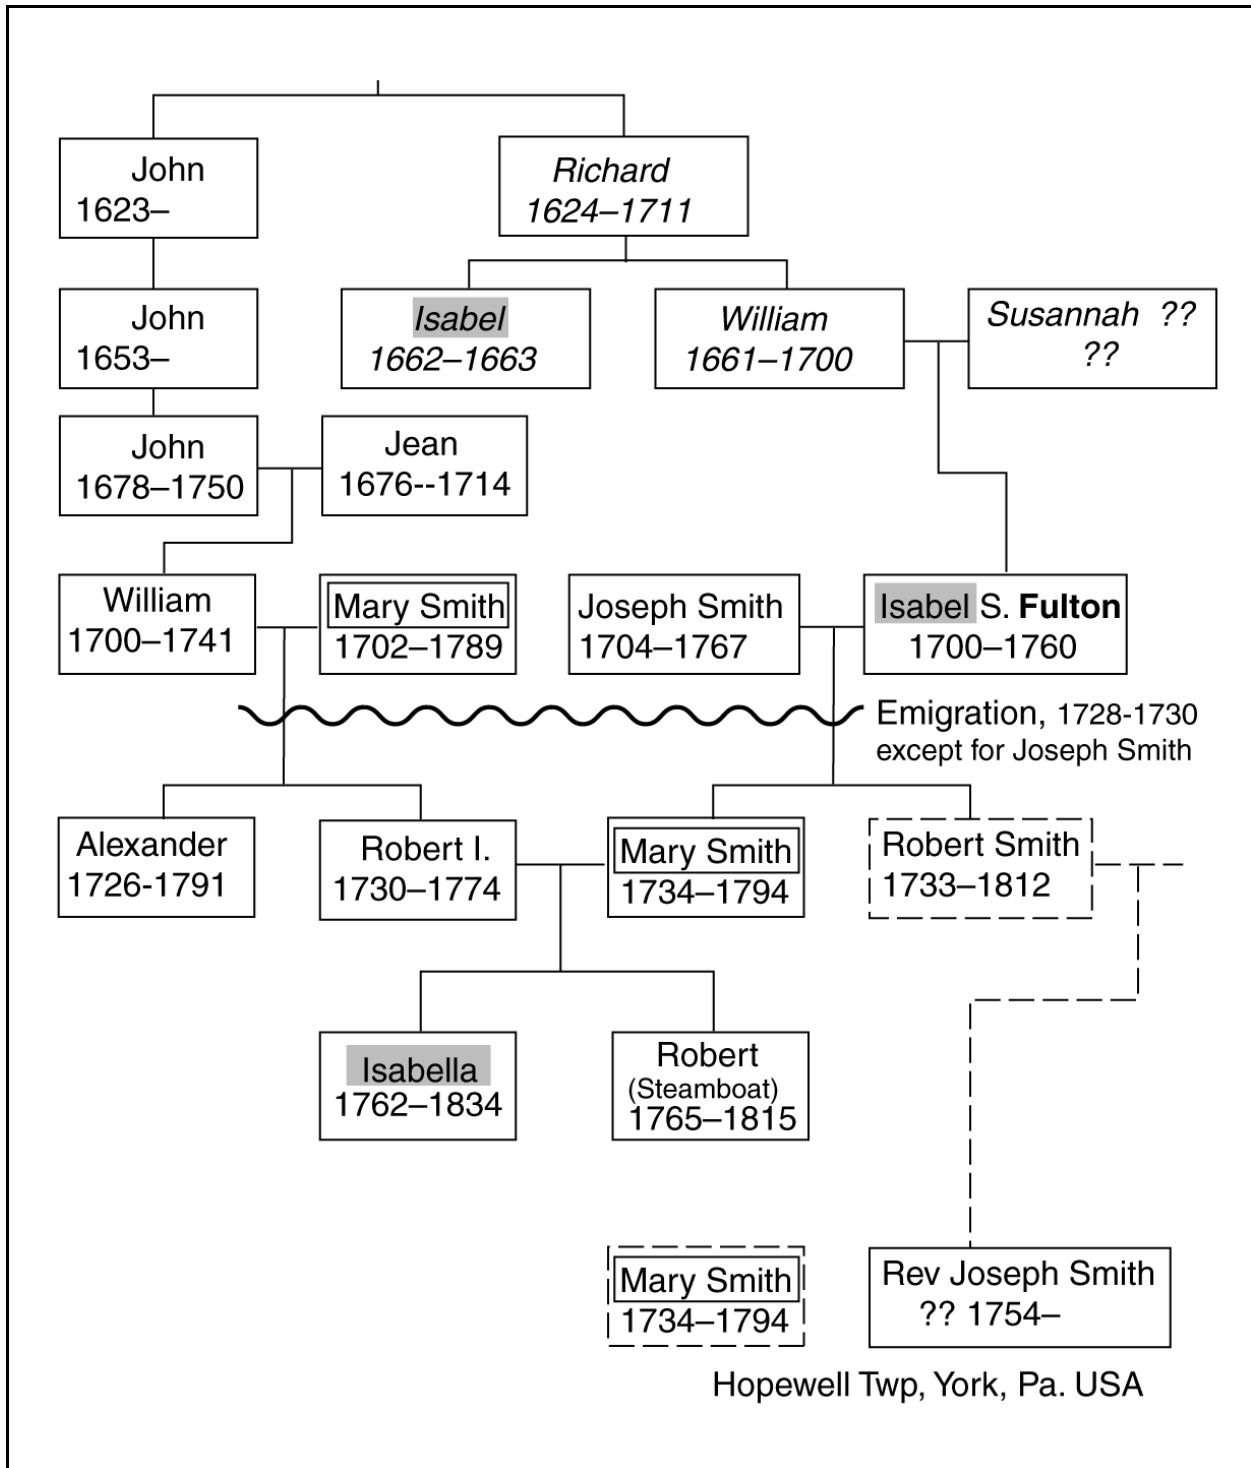 John
1623–
Richard
1624–1711
John
1653–
Isabel
1662–1663
William
1661–1700
Susannah ??
??
John
1678–1750
Jean
1676--1714
William
1700–1741
Mary Smith
1702–1789
Joseph Smith
1704–1767
Isabel S. Fulton
1700–1760
Emigration, 1728-1730
except for Joseph Smith
Alexander
1726-1791
Robert I.
1730–1774
Mary Smith
1734–1794
Robert Smith
1733–1812
Isabella
1762–1834
Robert
(Steamboat)
1765–1815
Mary Smith
1734–1794
Rev Joseph Smith
?? 1754–
Hopewell Twp, York, Pa. USA